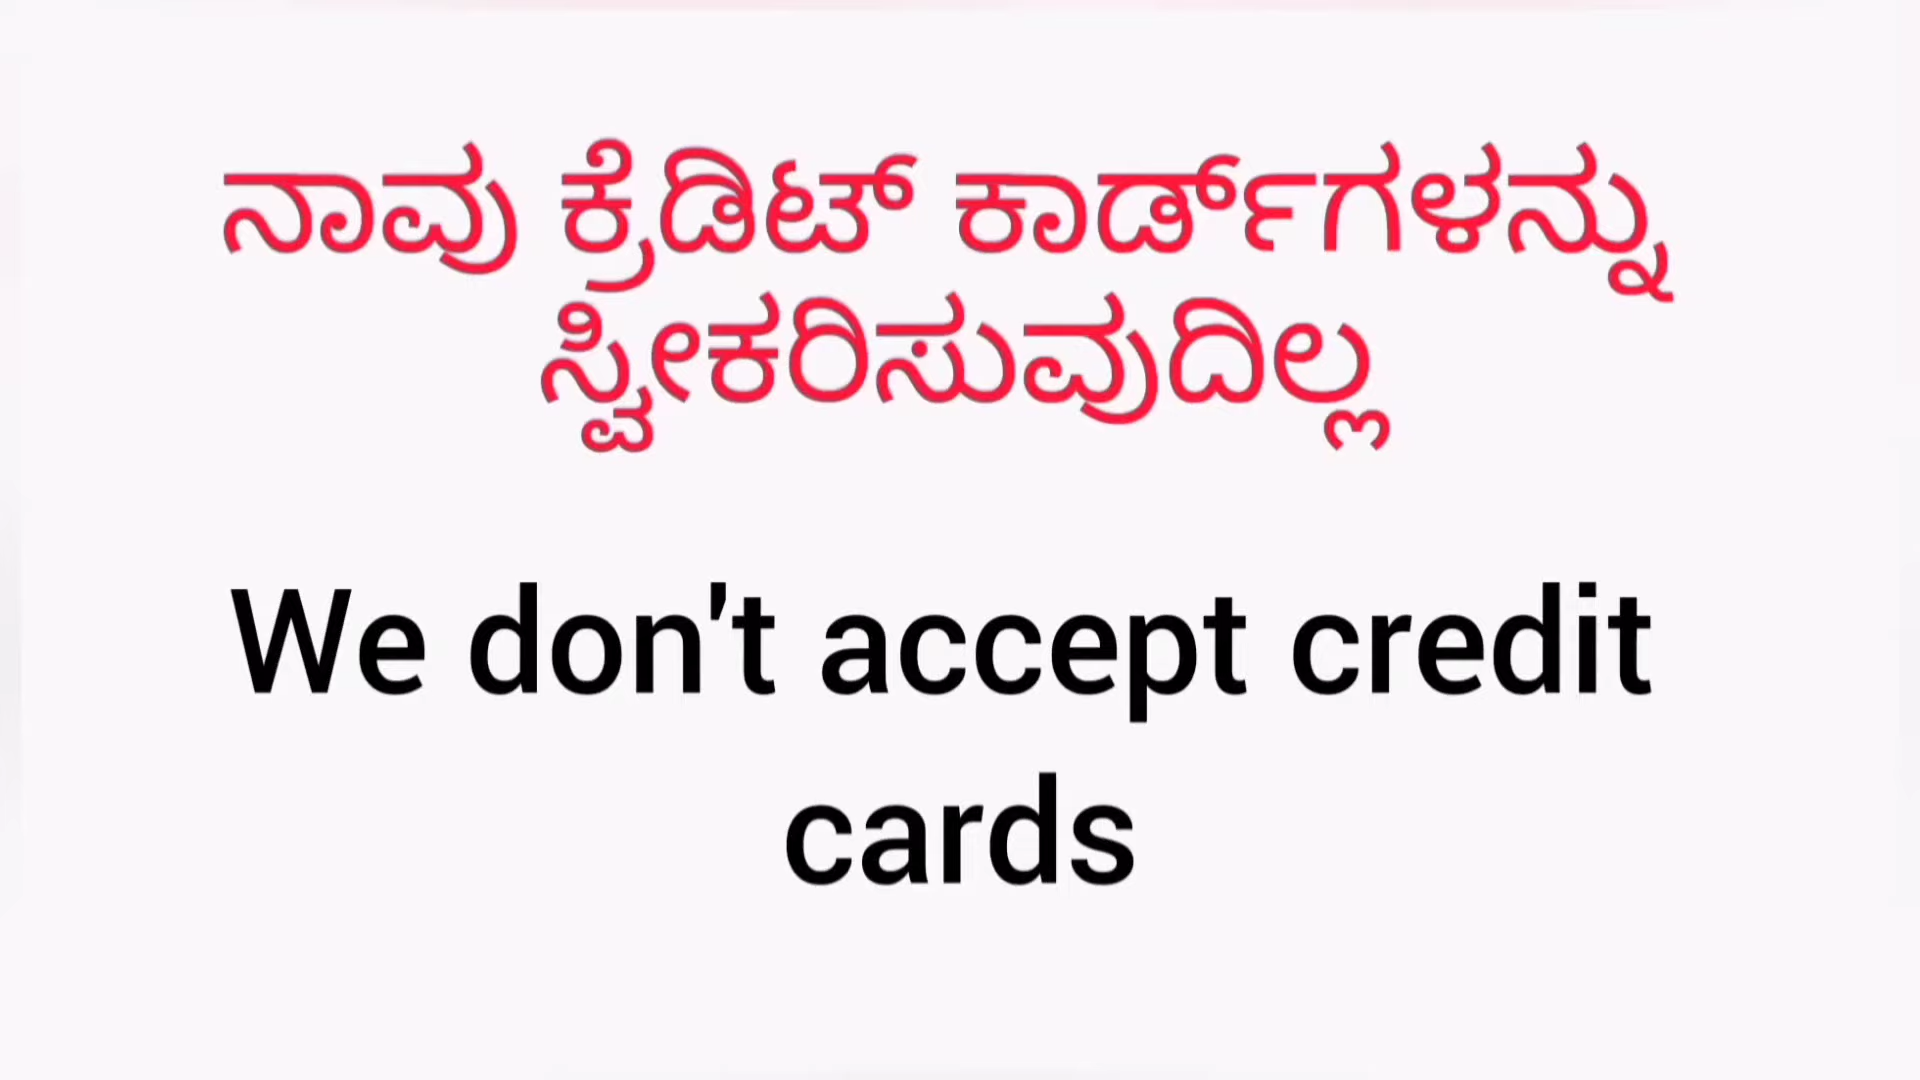 ನಾವು ಕ್ರೆಡಿಟ್ ಕಾರ್ಡ್‌ಗಳನ್ನು
ಸ್ವೀಕರಿಸುವುದಿಲ್ಲ
We don't accept credit
cards